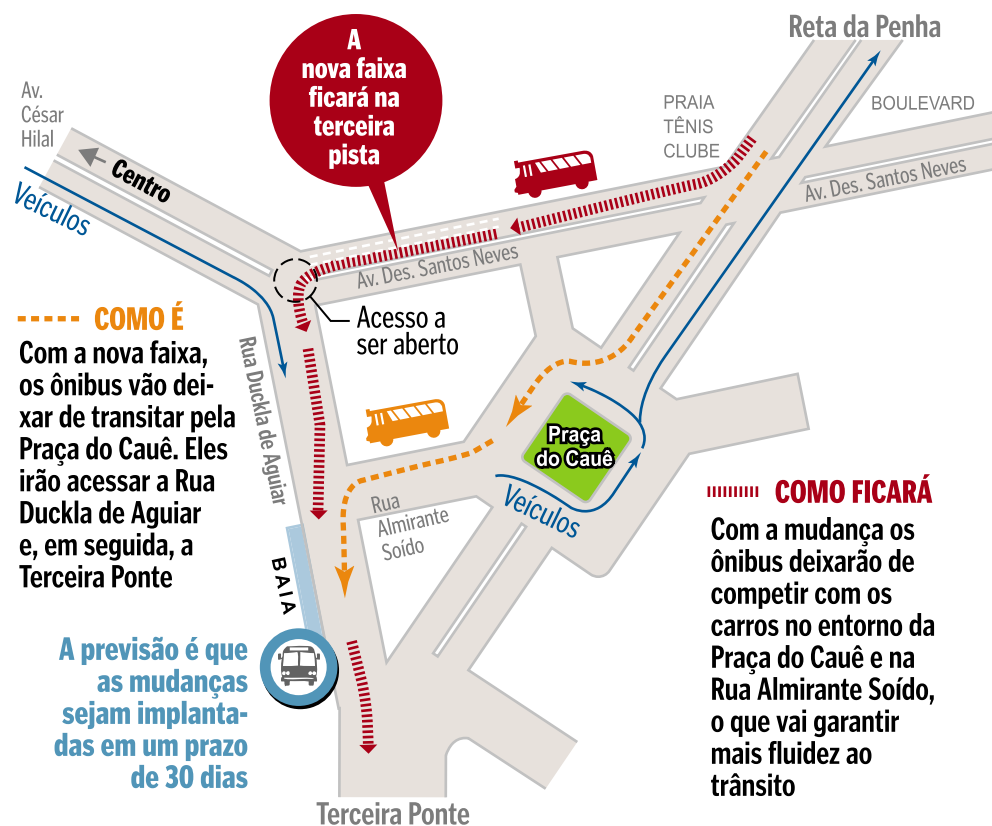 Reta da Penha
A
nova faixa
ficará na
terceira
pista
Av.
César
Hilal
PRAIA
TÊNIS
CLUBE
BOULEVARD
Centro
Veículos
Av. Des. Santos Neves
Av. Des. Santos Neves
Acesso a
ser aberto
COMO É
Com a nova faixa,
os ônibus vão dei-
xar de transitar pela
Praça do Cauê. Eles
irão acessar a Rua
Duckla de Aguiar
e, em seguida, a
Terceira Ponte
Rua Duckla de Aguiar
Praça
do Cauê
Veículos
Rua
Almirante
Soído
BAIA
COMO FICARÁ
Com a mudança os
ônibus deixarão de
competir com os
carros no entorno da
Praça do Cauê e na
Rua Almirante Soído,
o que vai garantir
mais fluidez ao
trânsito
A previsão é que
as mudanças
sejam implanta-
das em um prazo
de 30 dias
Terceira Ponte